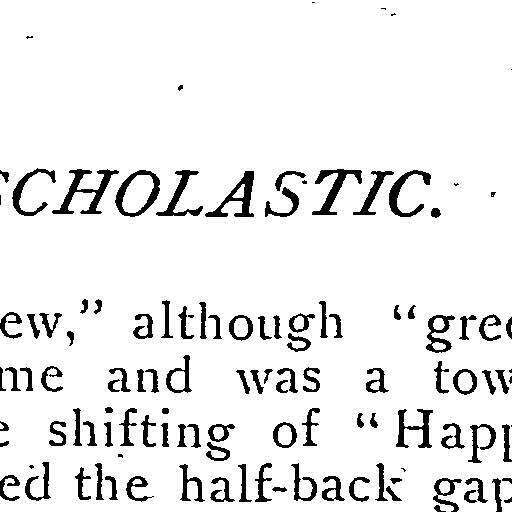 SCHOLASTIC.
ew,” although “gree
me and was a tow
e shifting of “Happ
ed the half-back gap